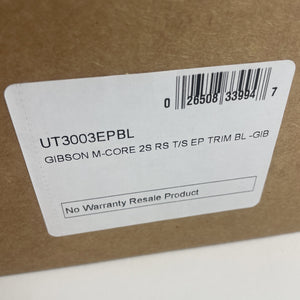 0 26508 33994 7
UT3003EPBL
GIBSON M-CORE 2S RS T/S EP TRIM BL -GIB
No Warranty Resale Product